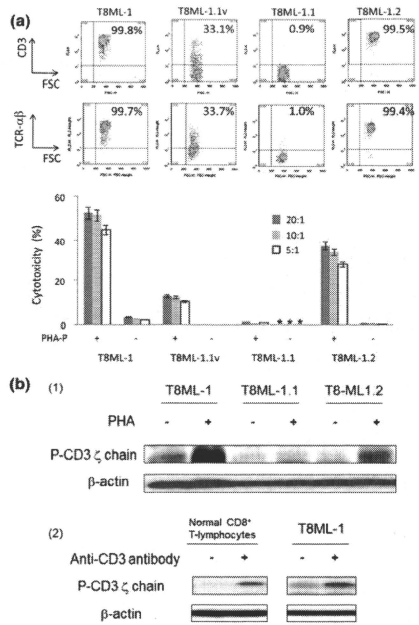 (a)
T8ML-1 T8ML-1.1v T8ML-1.1 T8ML-1.2
CD3
99.8% 33.1% 0.9% 99.5%
FSC
TCR-αβ
99.7% 33.7% 1.0% 99.4%
FSC
Cytotoxicity (%)
60
40
20
0
20:1
10:1
5:1
* * *
PHA-P + - + - + - + -
T8ML-1 T8ML-1.1v T8ML-1.1 T8ML-1.2
(b) (1)
T8ML-1 T8ML-1.1 T8-ML1.2
PHA - + - + - +
P-CD3 ζ chain
β-actin
(2)
Normal CD8+ T8ML-1
T-lymphocytes
Anti-CD3 antibody - + - +
P-CD3 ζ chain
β-actin